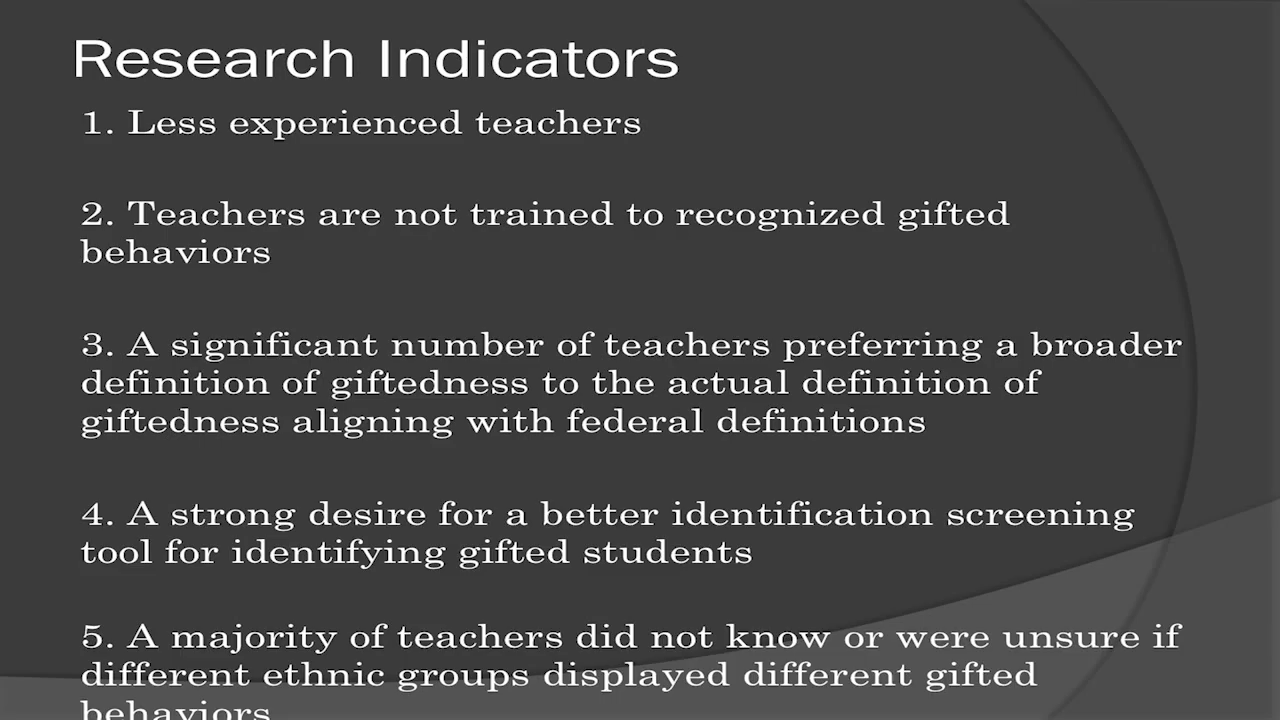 Research Indicators
1. Less experienced teachers
2. Teachers are not trained to recognized gifted
behaviors
3. A significant number of teachers preferring a broader
definition of giftedness to the actual definition of
giftedness aligning with federal definitions
4. A strong desire for a better identification screening
tool for identifying gifted students
5. A majority of teachers did not know or were unsure if
different ethnic groups displayed different gifted
behaviors